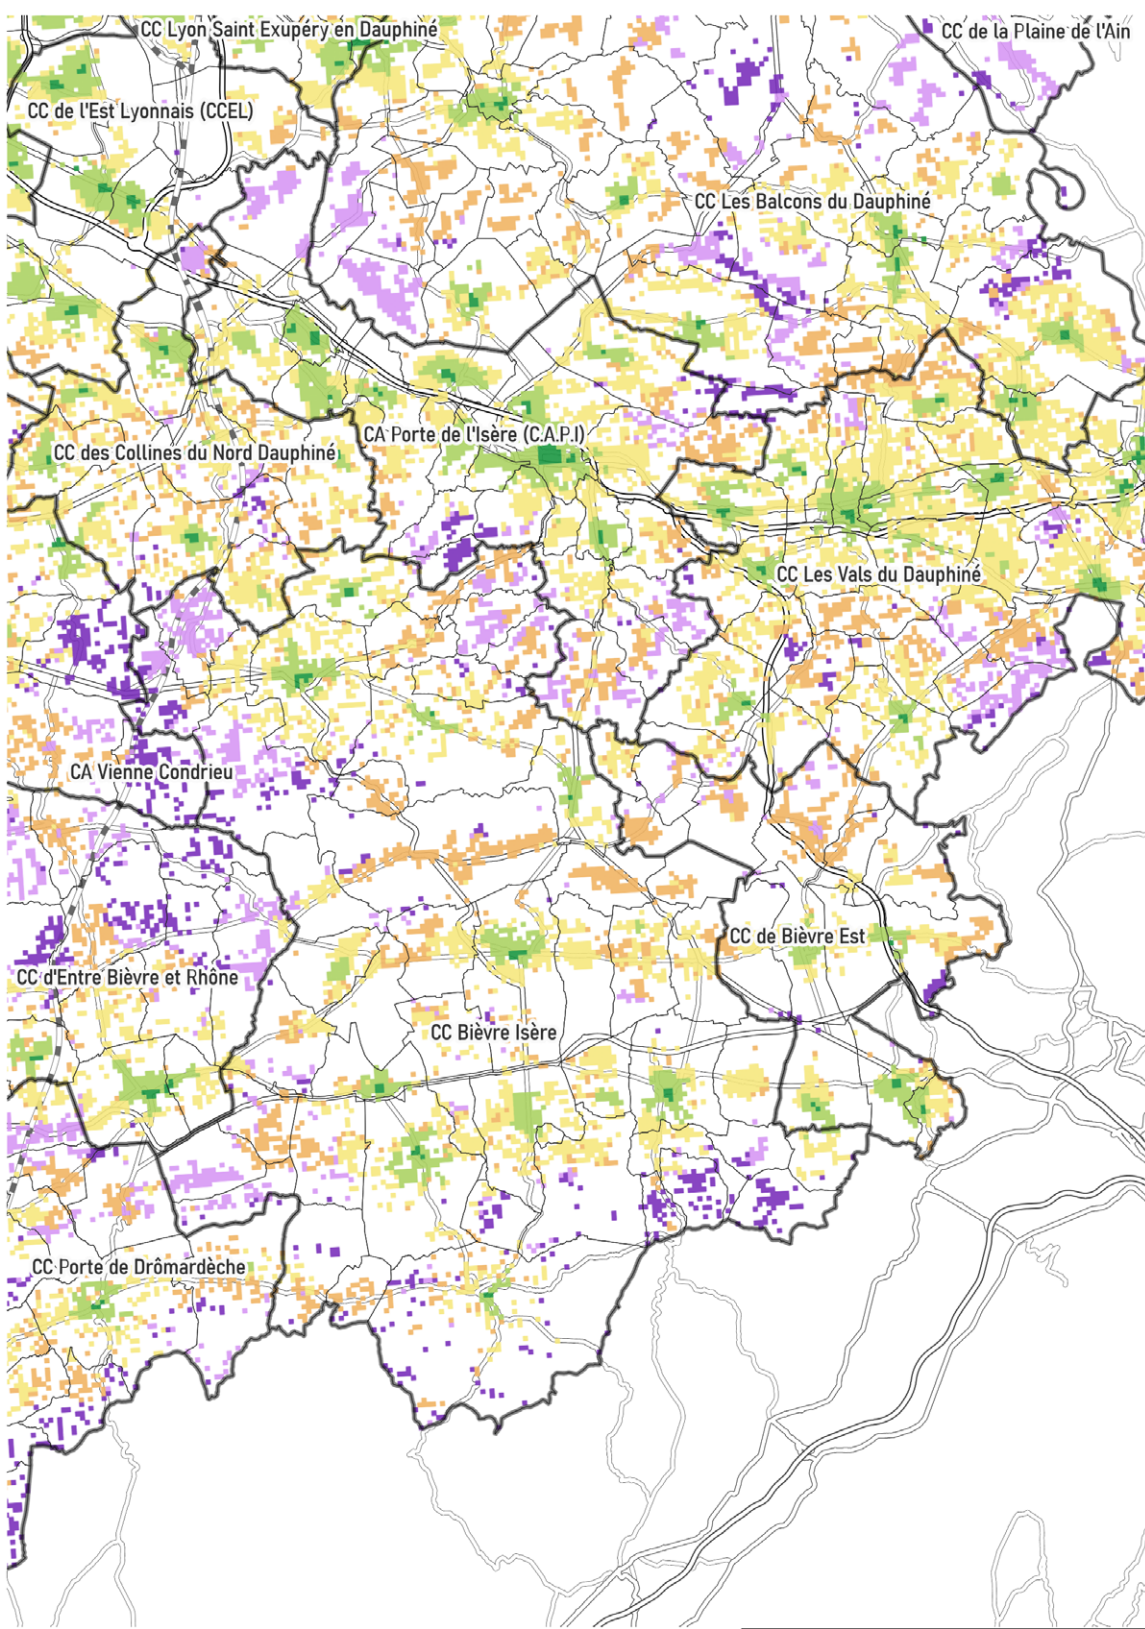 CC Lyon Saint Exupéry en Dauphiné
CC de la Plaine de l'Ain
CC de l'Est Lyonnais (CCEL)
CC Les Balcons du Dauphiné
CA Porte de l'Isère (C.A.P.I)
CC des Collines du Nord Dauphiné
CC Les Vals du Dauphiné
CA Vienne Condrieu
CC de Bièvre Est
CC d'Entre Bièvre et Rhône
CC Bièvre Isère
CC Porte de DrômArdèche